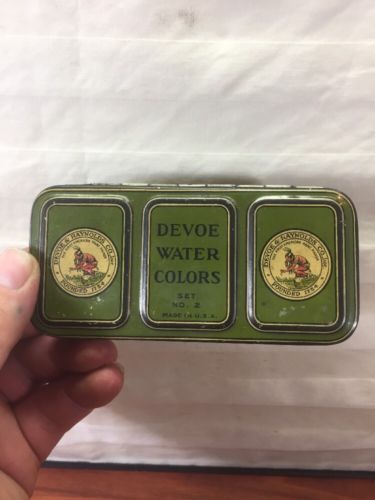 DEVOE & RAYNOLDS CO., INC.
FOUNDED 1754
DEVOE
WATER
COLORS
SET
NO. 2
MADE IN U.S.A.
DEVOE & RAYNOLDS CO., INC.
FOUNDED 1754